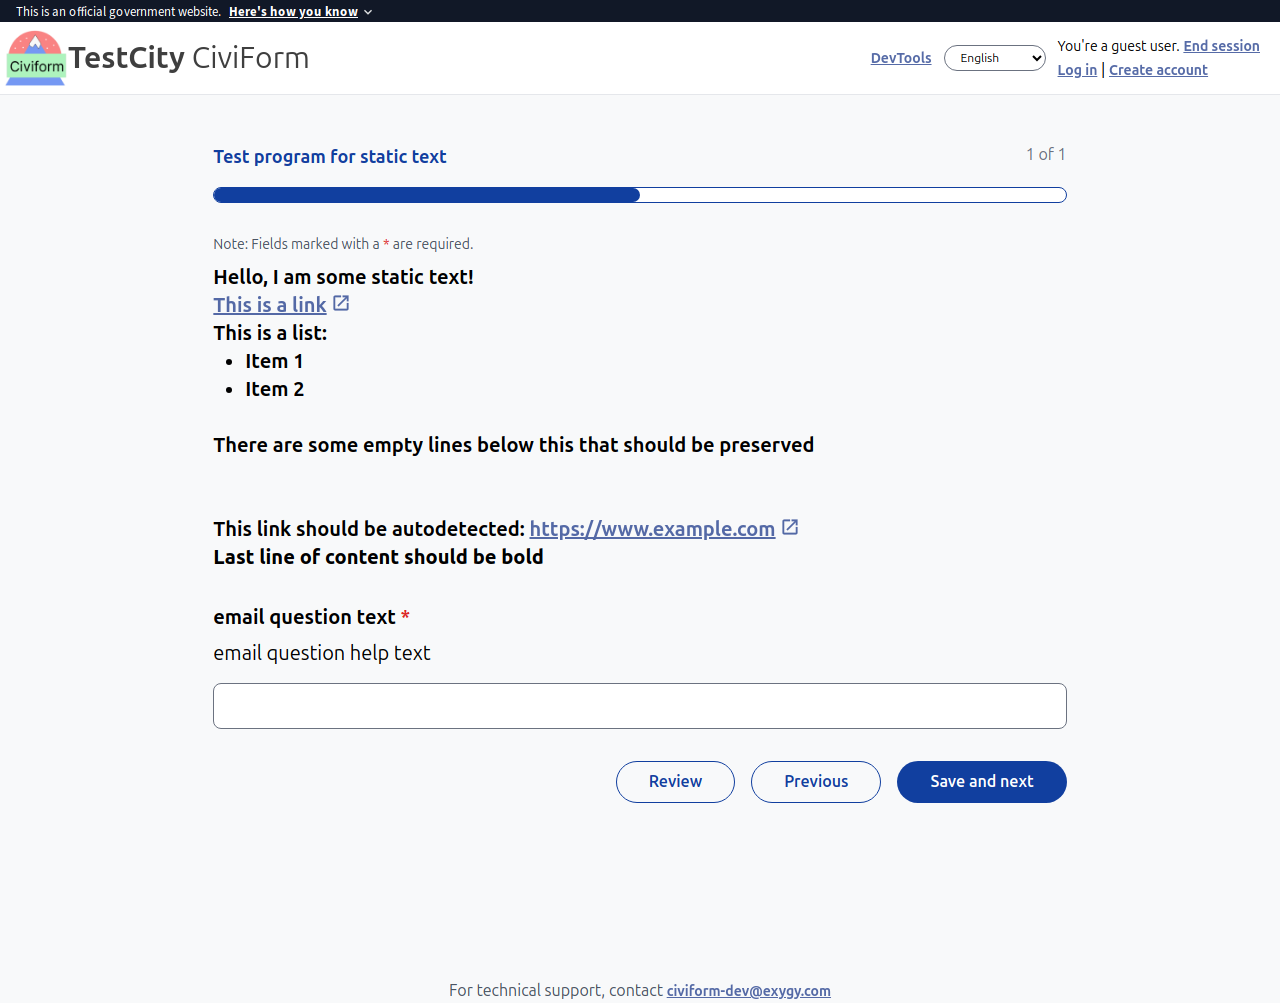 This is an official government website. Here's how you know
Civiform
TestCity CiviForm
DevTools
English
You're a guest user. End session
Log in | Create account
Test program for static text
1 of 1
Note: Fields marked with a * are required.
Hello, I am some static text!
This is a link
This is a list:
• Item 1
• Item 2
There are some empty lines below this that should be preserved
This link should be autodetected: https://www.example.com
Last line of content should be bold
email question text *
email question help text
Review
Previous
Save and next
For technical support, contact civiform-dev@exygy.com